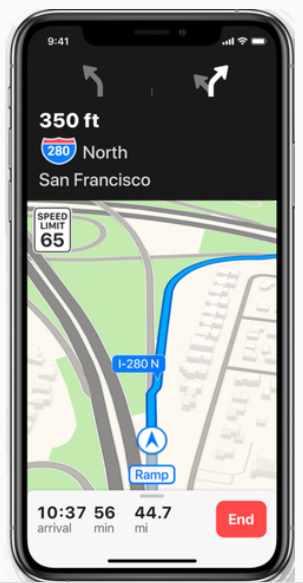 9:41
350 ft
280 North
San Francisco
SPEED
LIMIT
65
I-280 N
Ramp
10:37 56 44.7
arrival min mi
End